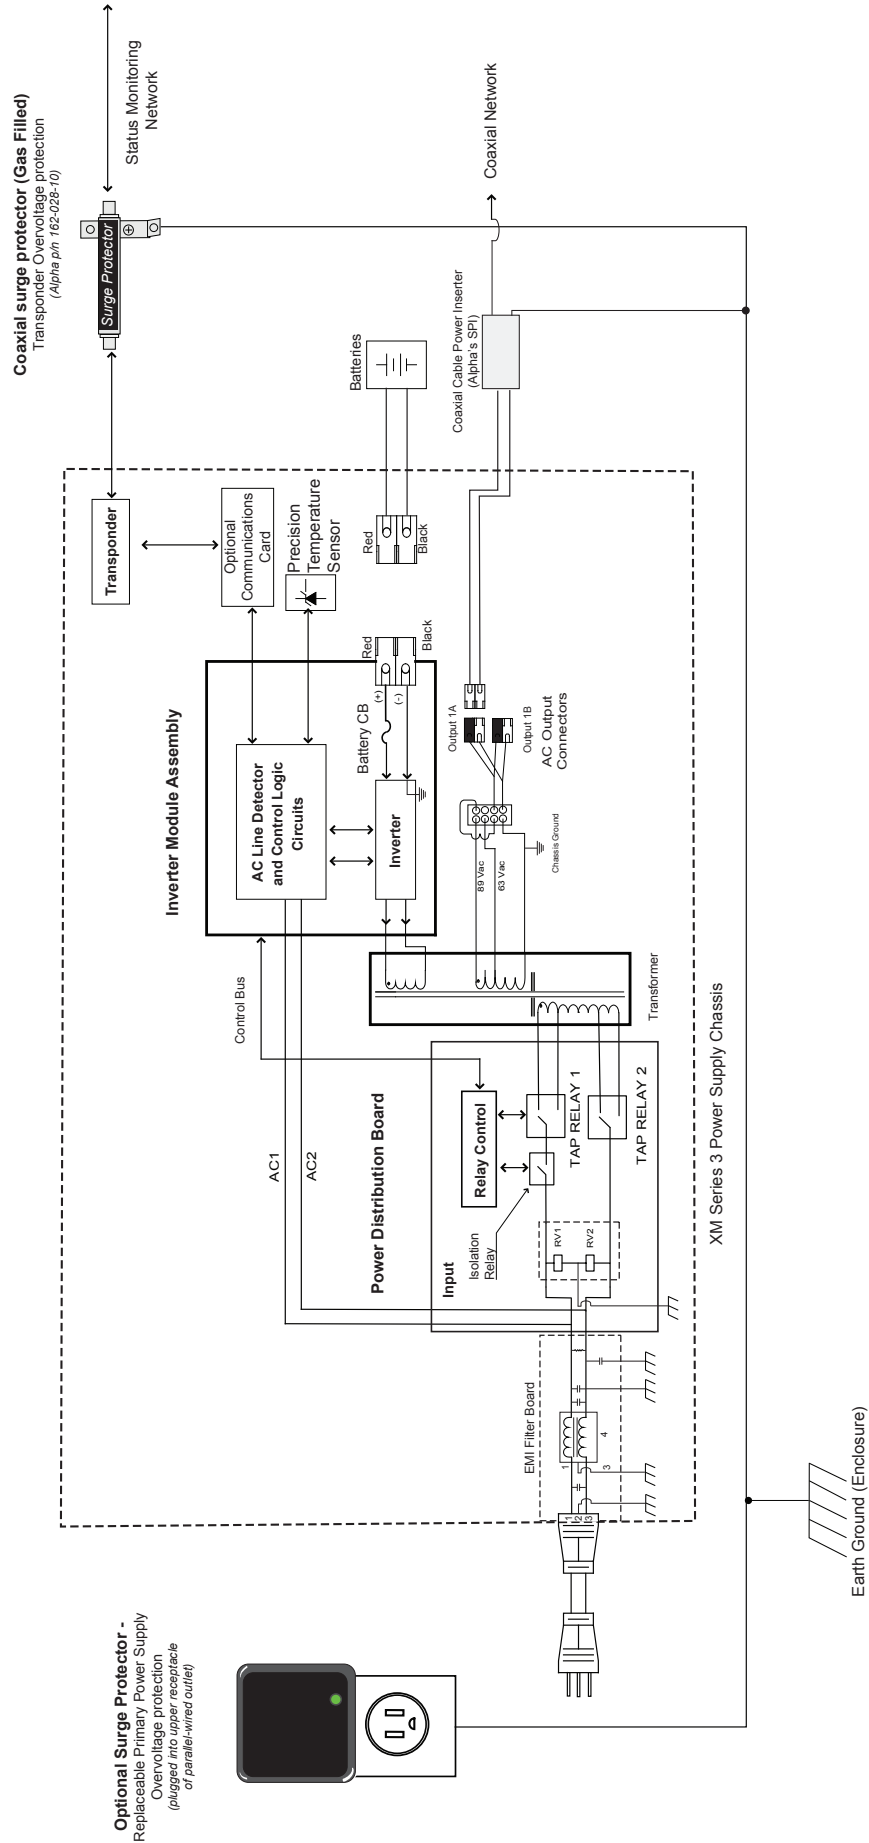 Coaxial surge protector (Gas Filled)
Transponder Overvoltage protection
(Alpha p/n 162-028-10)
Surge Protector
Status Monitoring
Network
Coaxial Network
Coaxial Cable Power Inserter
(Alpha's SPI)
Batteries
Transponder
Optional
Communications
Card
Precision
Temperature
Sensor
Red
Black
Inverter Module Assembly
AC Line Detector
and Control Logic
Circuits
Battery CB
Red
Black
(+)
(-)
Inverter
Output 1A
Output 1B
AC Output
Connectors
89 Vac
63 Vac
Chassis Ground
Transformer
Control Bus
AC1
AC2
Power Distribution Board
Relay Control
TAP RELAY 1
TAP RELAY 2
Isolation
Relay
Input
RV1
RV2
XM Series 3 Power Supply Chassis
EMI Filter Board
1
3
4
1
2
3
Optional Surge Protector -
Replaceable Primary Power Supply
Overvoltage protection
(plugged into upper receptacle
of parallel-wired outlet)
Earth Ground (Enclosure)